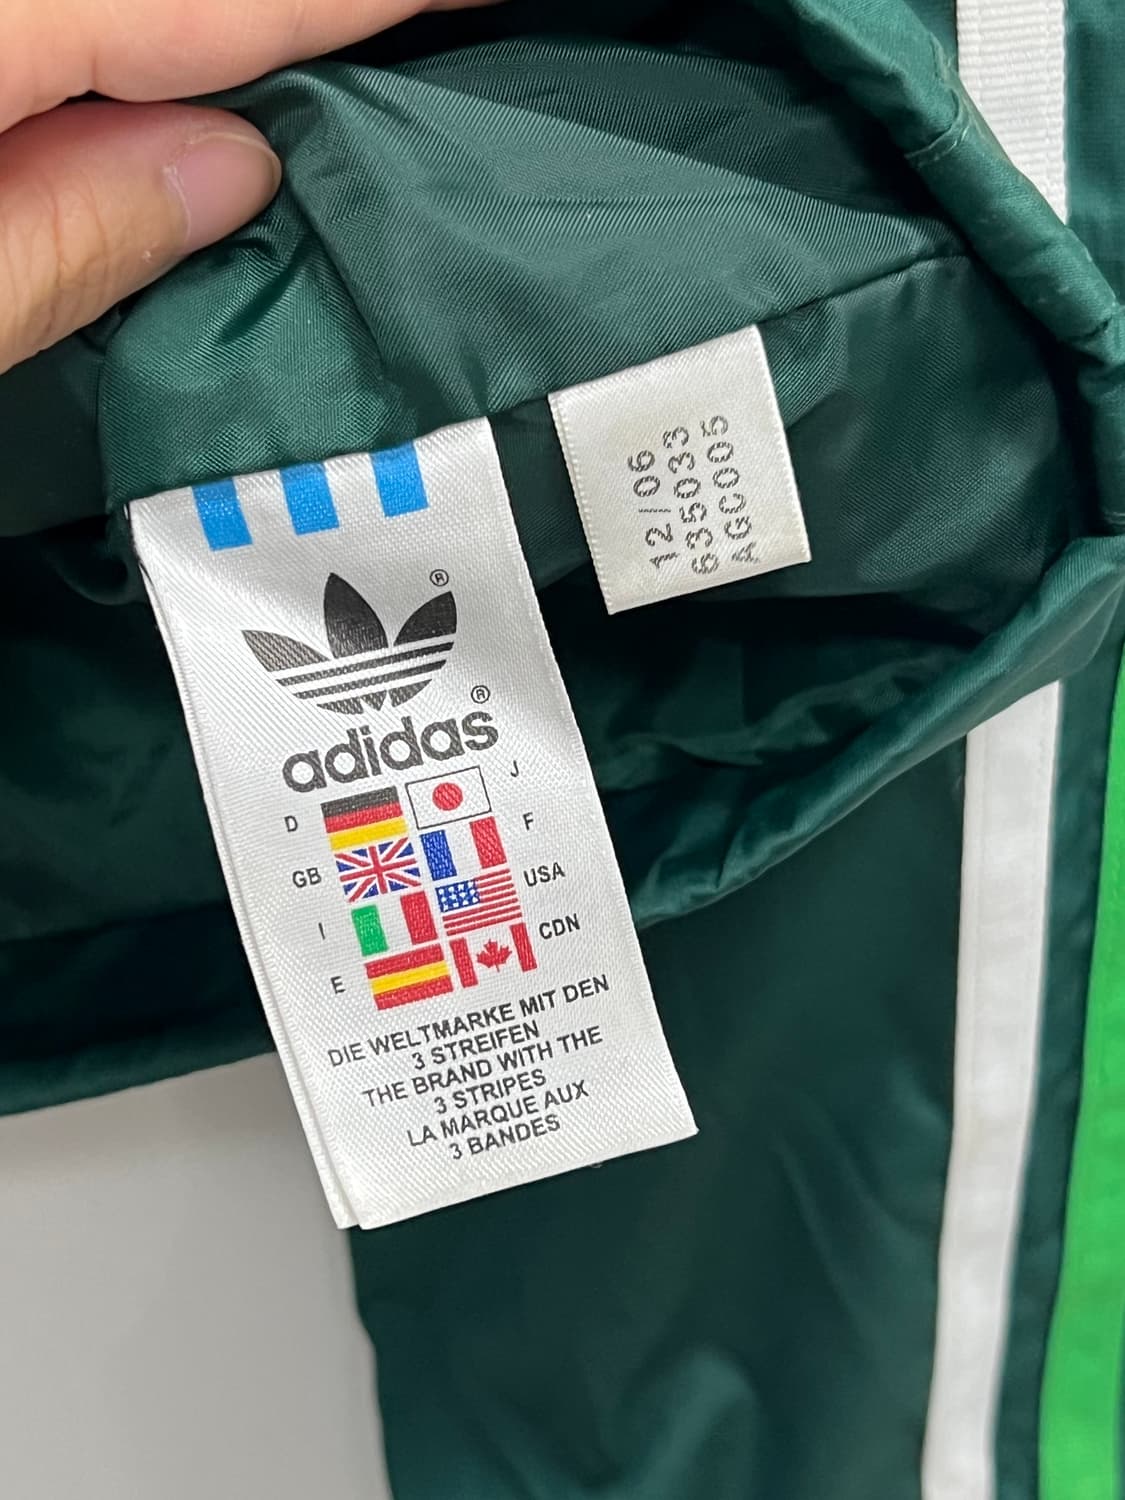 ®
®
adidas
J
D
F
GB
USA
I
CDN
E
DIE WELTMARKE MIT DEN
3 STREIFEN
THE BRAND WITH THE
3 STRIPES
LA MARQUE AUX
3 BANDES
12/06
635033
AGC005